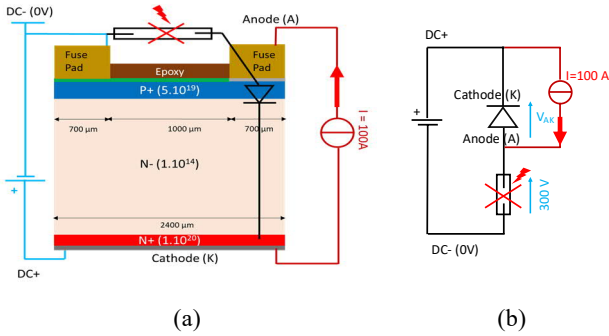 DC- (0V)
Anode (A)
Fuse
Pad
Epoxy
Fuse
Pad
P+ (5.10¹⁹)
700 µm
1000 µm
700 µm
N- (1.10¹⁴)
I = 100A
+
2400 µm
N+ (1.10²⁰)
DC+
Cathode (K)
(a)
DC+
I=100 A
Cathode (K)
+
V_AK
Anode (A)
300 V
DC- (0V)
(b)